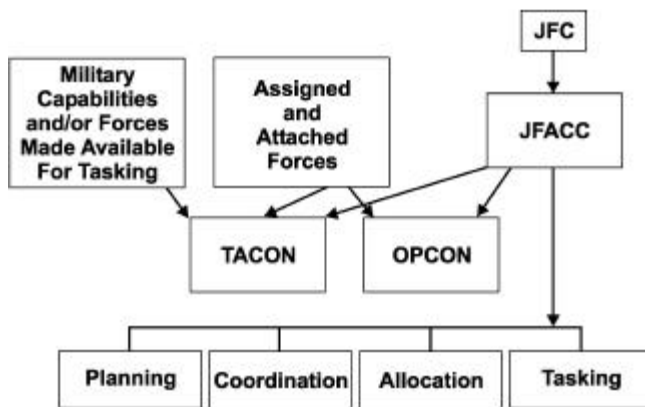 JFC
Military
Capabilities
and/or Forces
Made Available
For Tasking
Assigned
and
Attached
Forces
JFACC
TACON
OPCON
Planning
Coordination
Allocation
Tasking